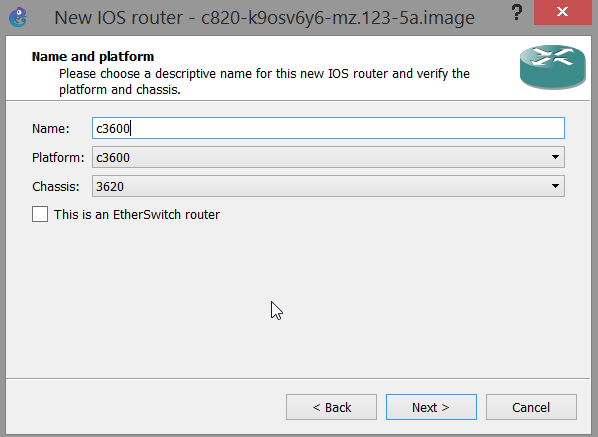 New IOS router - c820-k9osv6y6-mz.123-5a.image
? ×
Name and platform
Please choose a descriptive name for this new IOS router and verify the
platform and chassis.
Name: c3600
Platform: c3600
Chassis: 3620
This is an EtherSwitch router
< Back Next > Cancel